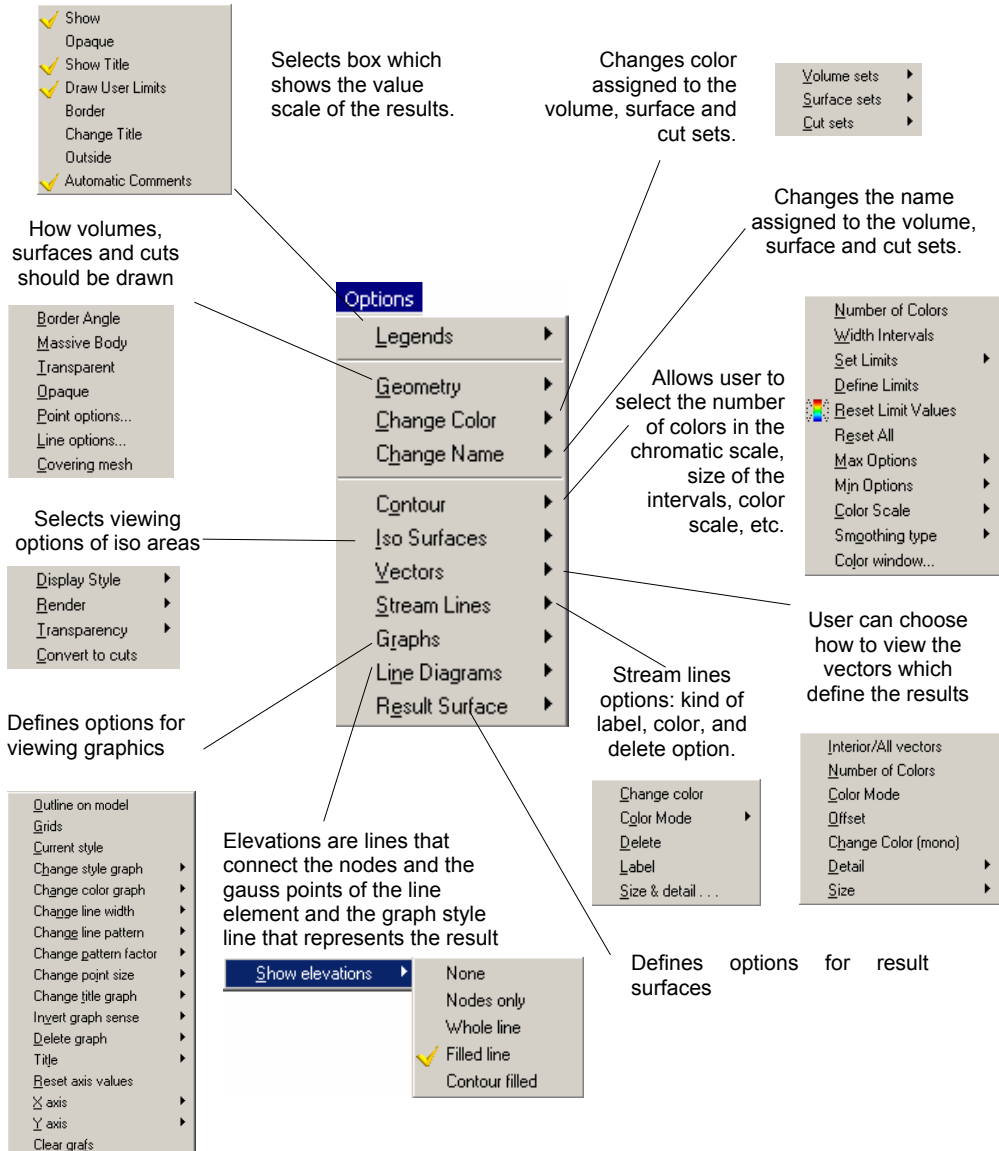 Show
Opaque
Show Title
Draw User Limits
Border
Change Title
Outside
Automatic Comments
Selects box which
shows the value
scale of the results.
Changes color
assigned to the
volume, surface and
cut sets.
Volume sets
Surface sets
Cut sets
Changes the name
assigned to the volume,
surface and cut sets.
How volumes,
surfaces and cuts
should be drawn
Border Angle
Massive Body
Transparent
Opaque
Point options...
Line options...
Covering mesh
Options
Legends
Geometry
Change Color
Change Name
Contour
Iso Surfaces
Vectors
Stream Lines
Graphs
Line Diagrams
Result Surface
Allows user to
select the number
of colors in the
chromatic scale,
size of the
intervals, color
scale, etc.
Number of Colors
Width Intervals
Set Limits
Define Limits
Reset Limit Values
Reset All
Max Options
Min Options
Color Scale
Smoothing type
Color window...
Selects viewing
options of iso areas
Display Style
Render
Transparency
Convert to cuts
User can choose
how to view the
vectors which
define the results
Stream lines
options: kind of
label, color, and
delete option.
Defines options for
viewing graphics
Interior/All vectors
Number of Colors
Color Mode
Offset
Change Color (mono)
Detail
Size
Change color
Color Mode
Delete
Label
Size & detail . . .
Outline on model
Grids
Current style
Change style graph
Change color graph
Change line width
Change line pattern
Change pattern factor
Change point size
Change title graph
Invert graph sense
Delete graph
Title
Reset axis values
X axis
Y axis
Clear grafs
Elevations are lines that
connect the nodes and the
gauss points of the line
element and the graph style
line that represents the result
Show elevations
None
Nodes only
Whole line
Filled line
Contour filled
Defines options for result
surfaces